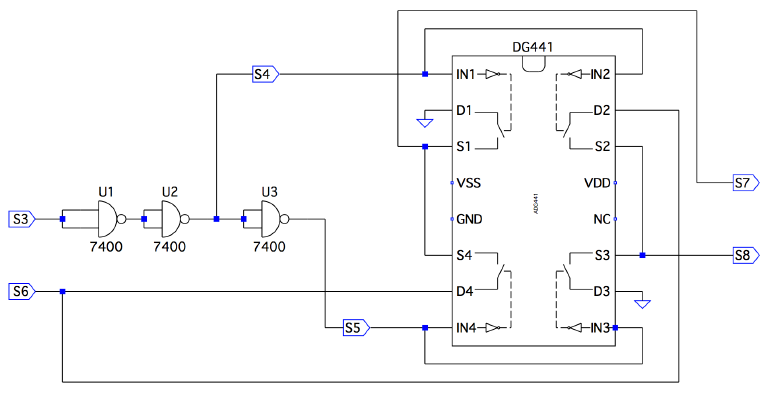 DG441
S4
IN1
IN2
D1
D2
S1
S2
VSS
VDD
S7
ADG441
U1
U2
U3
S3
GND
NC
7400
7400
7400
S4
S3
S8
S6
D4
D3
S5
IN4
IN3